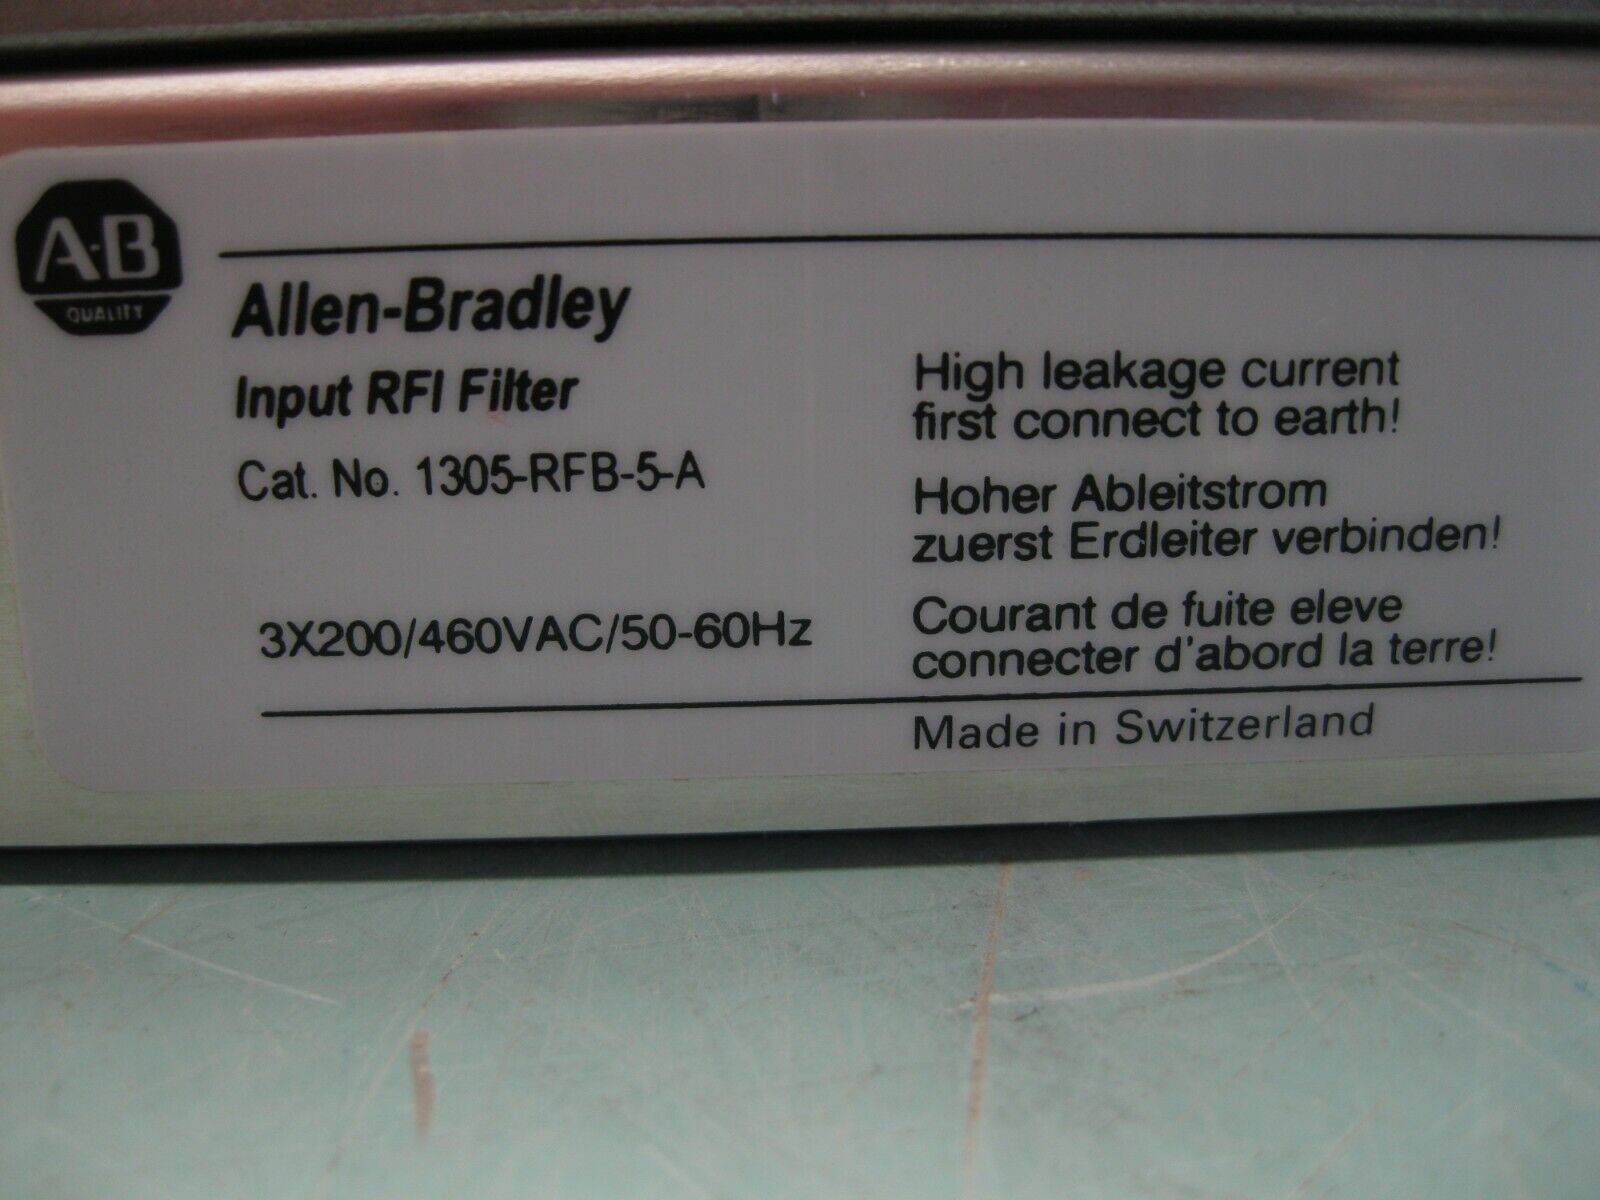 A-B
QUALITY
Allen-Bradley
Input RFI Filter
Cat. No. 1305-RFB-5-A
3X200/460VAC/50-60Hz
High leakage current
first connect to earth!
Hoher Ableitstrom
zuerst Erdleiter verbinden!
Courant de fuite eleve
connecter d'abord la terre!
Made in Switzerland